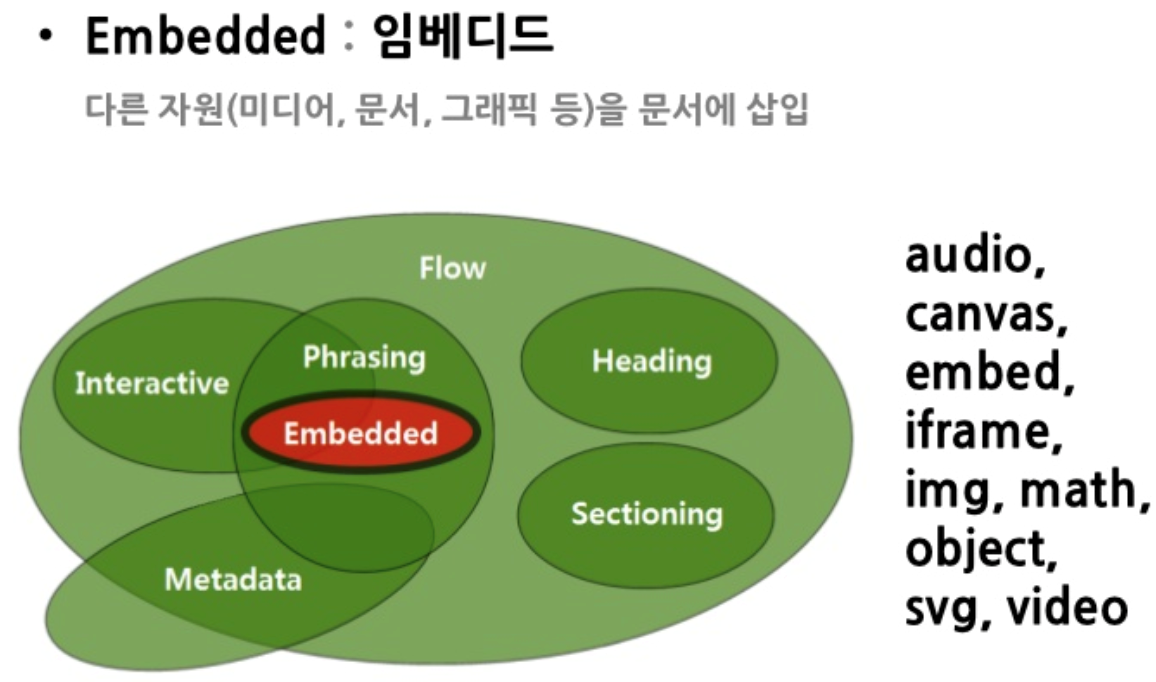 • Embedded : 임베디드
다른 자원(미디어, 문서, 그래픽 등)을 문서에 삽입
Flow
Phrasing
Interactive
Embedded
Metadata
Heading
Sectioning
audio,
canvas,
embed,
iframe,
img, math,
object,
svg, video